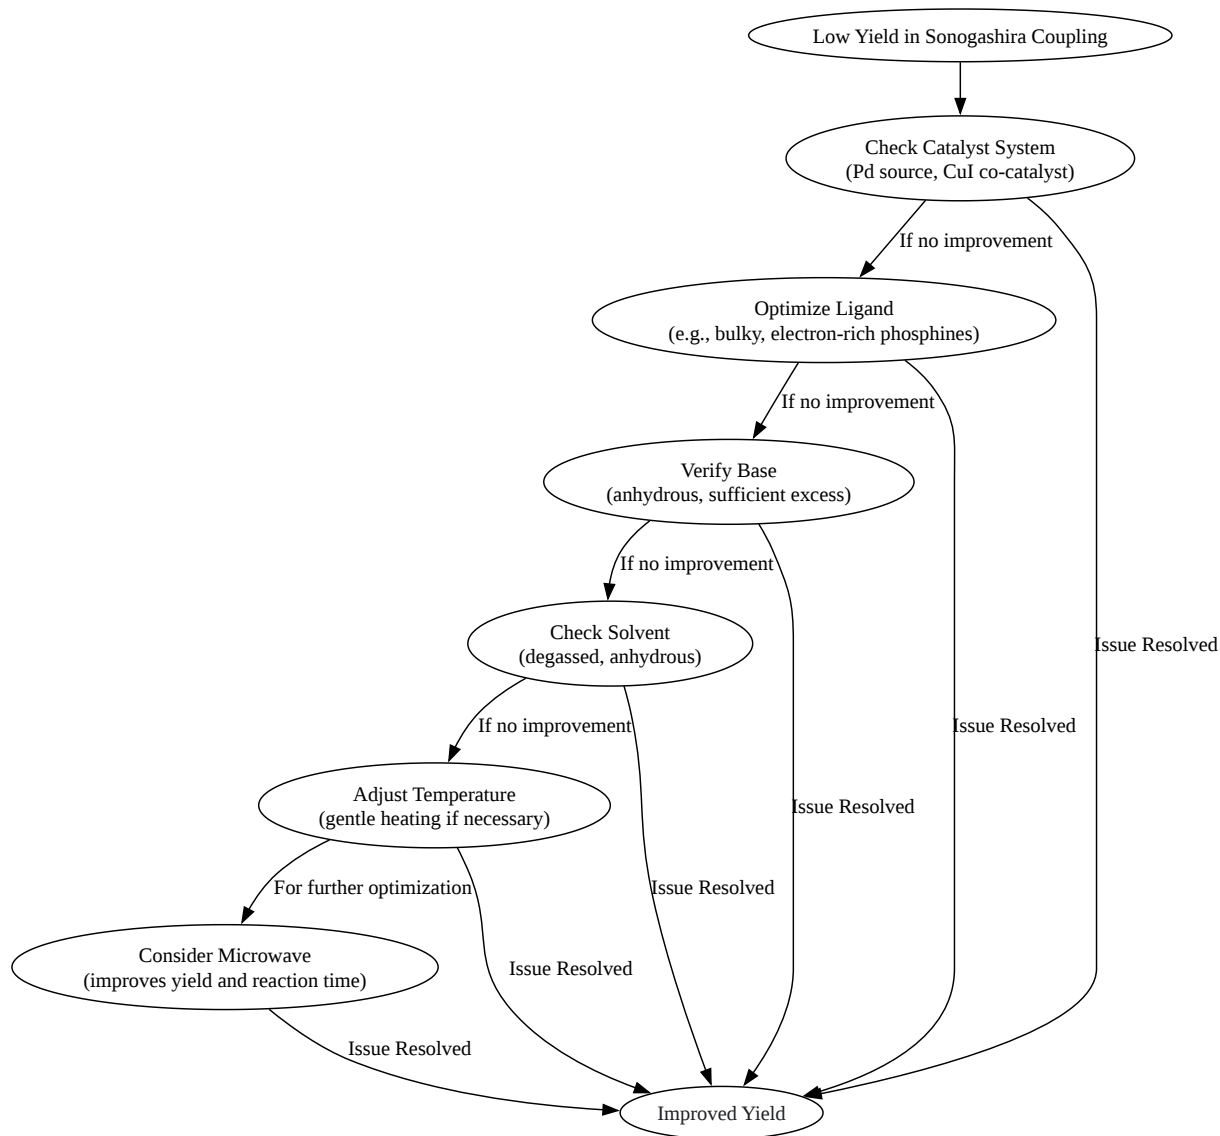 Low Yield in Sonogashira Coupling
Check Catalyst System
(Pd source, CuI co-catalyst)
If no improvement
Optimize Ligand
(e.g., bulky, electron-rich phosphines)
If no improvement
Verify Base
(anhydrous, sufficient excess)
If no improvement
Check Solvent
(degassed, anhydrous)
Issue Resolved
If no improvement
Issue Resolved
Adjust Temperature
(gentle heating if necessary)
Issue Resolved
For further optimization
Issue Resolved
Consider Microwave
(improves yield and reaction time)
Issue Resolved
Issue Resolved
Improved Yield